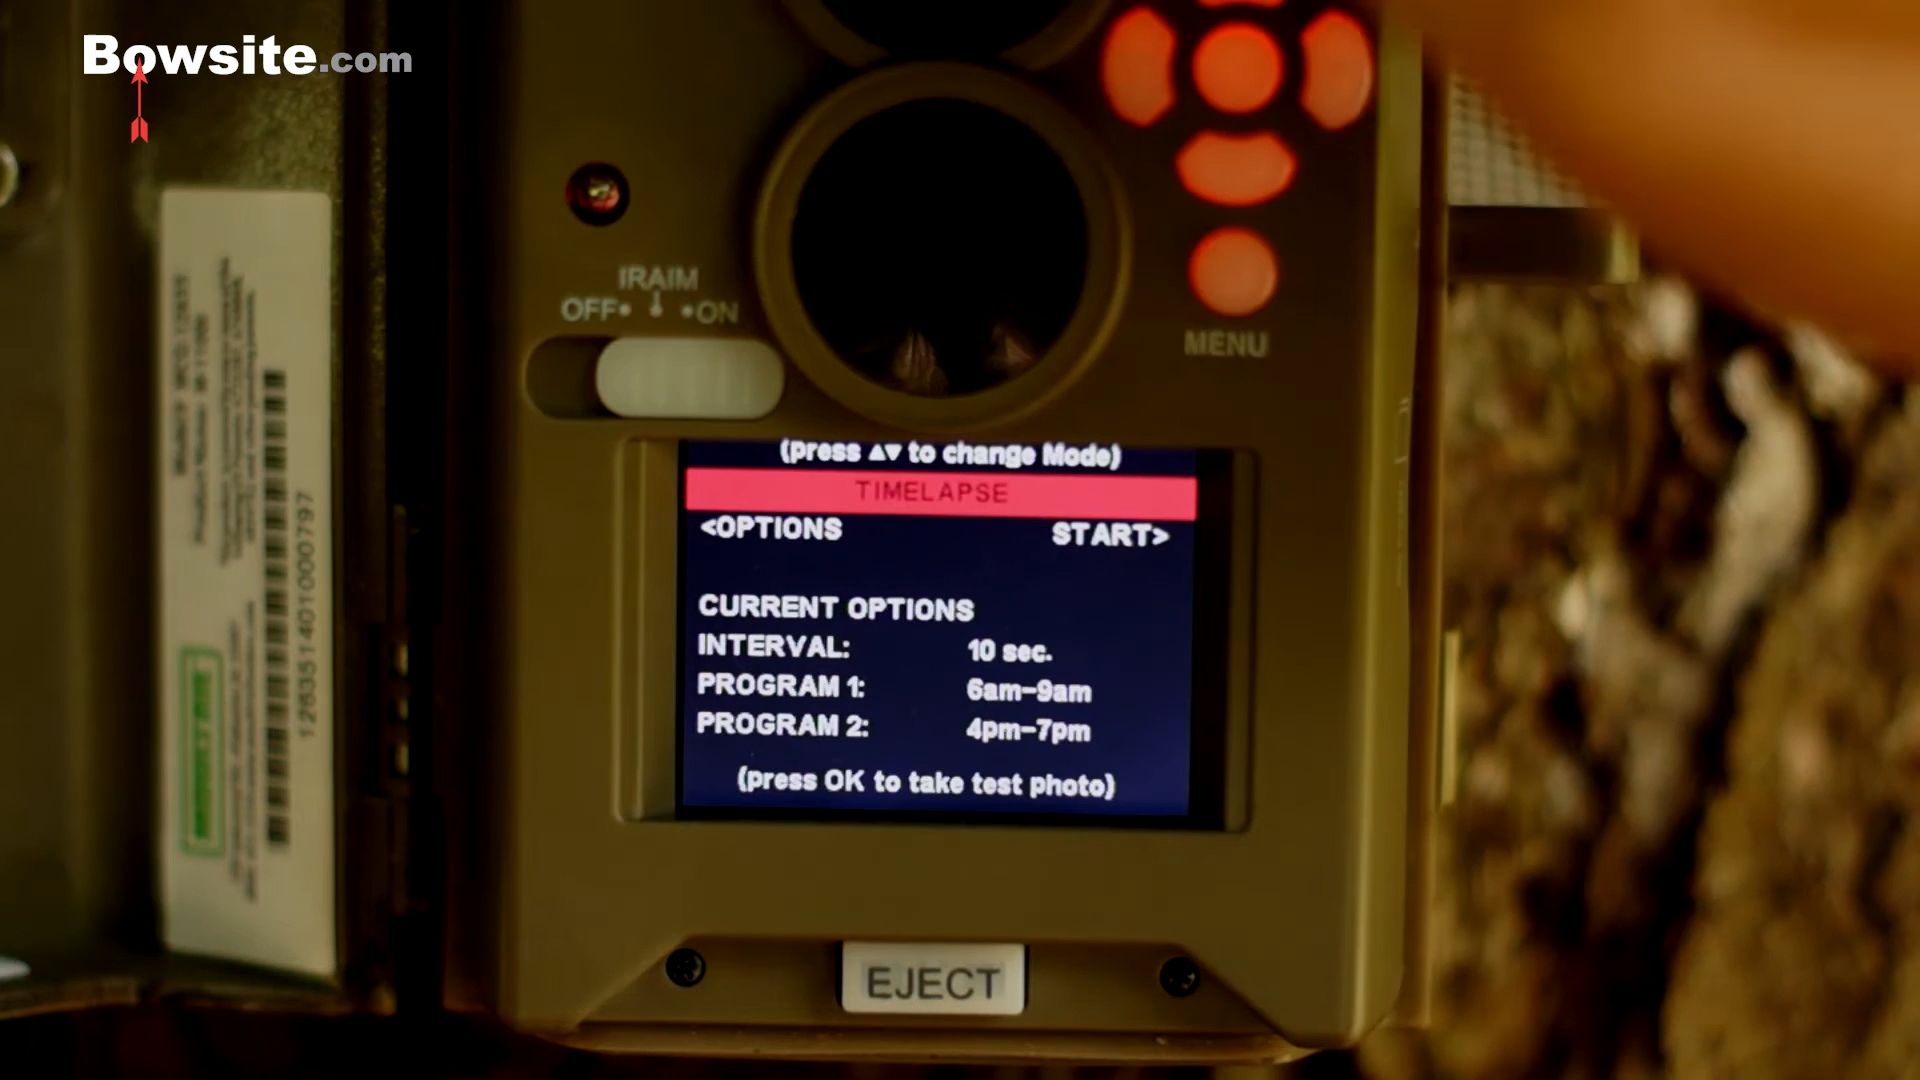 Bowsite.com
IRAIM
OFF• •ON
MENU
(press ▲▼ to change Mode)
TIMELAPSE
<OPTIONS START>
CURRENT OPTIONS
INTERVAL: 10 sec.
PROGRAM 1: 6am-9am
PROGRAM 2: 4pm-7pm
(press OK to take test photo)
EJECT
126351401000797